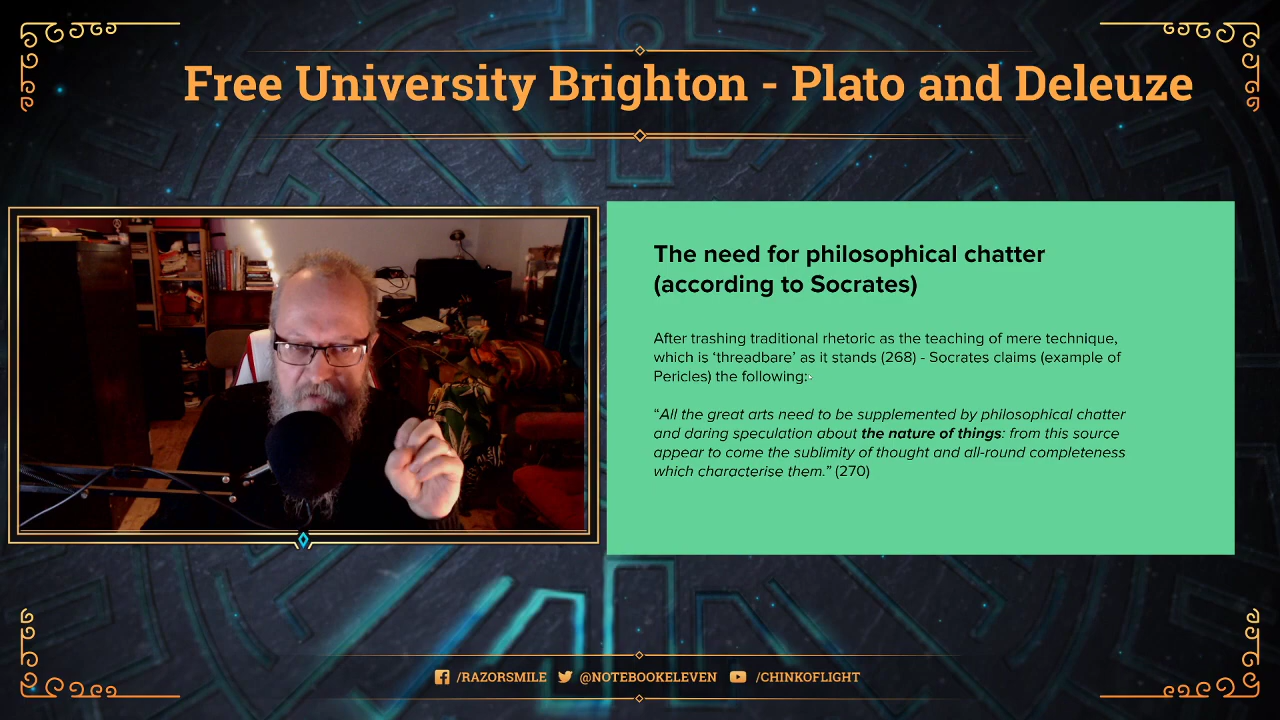 Free University Brighton - Plato and Deleuze
The need for philosophical chatter
(according to Socrates)
After trashing traditional rhetoric as the teaching of mere technique,
which is ‘threadbare’ as it stands (268) - Socrates claims (example of
Pericles) the following:
“All the great arts need to be supplemented by philosophical chatter
and daring speculation about the nature of things: from this source
appear to come the sublimity of thought and all-round completeness
which characterise them.” (270)
/RAZORSMILE @NOTEBOOKELEVEN /CHINKOFLIGHT